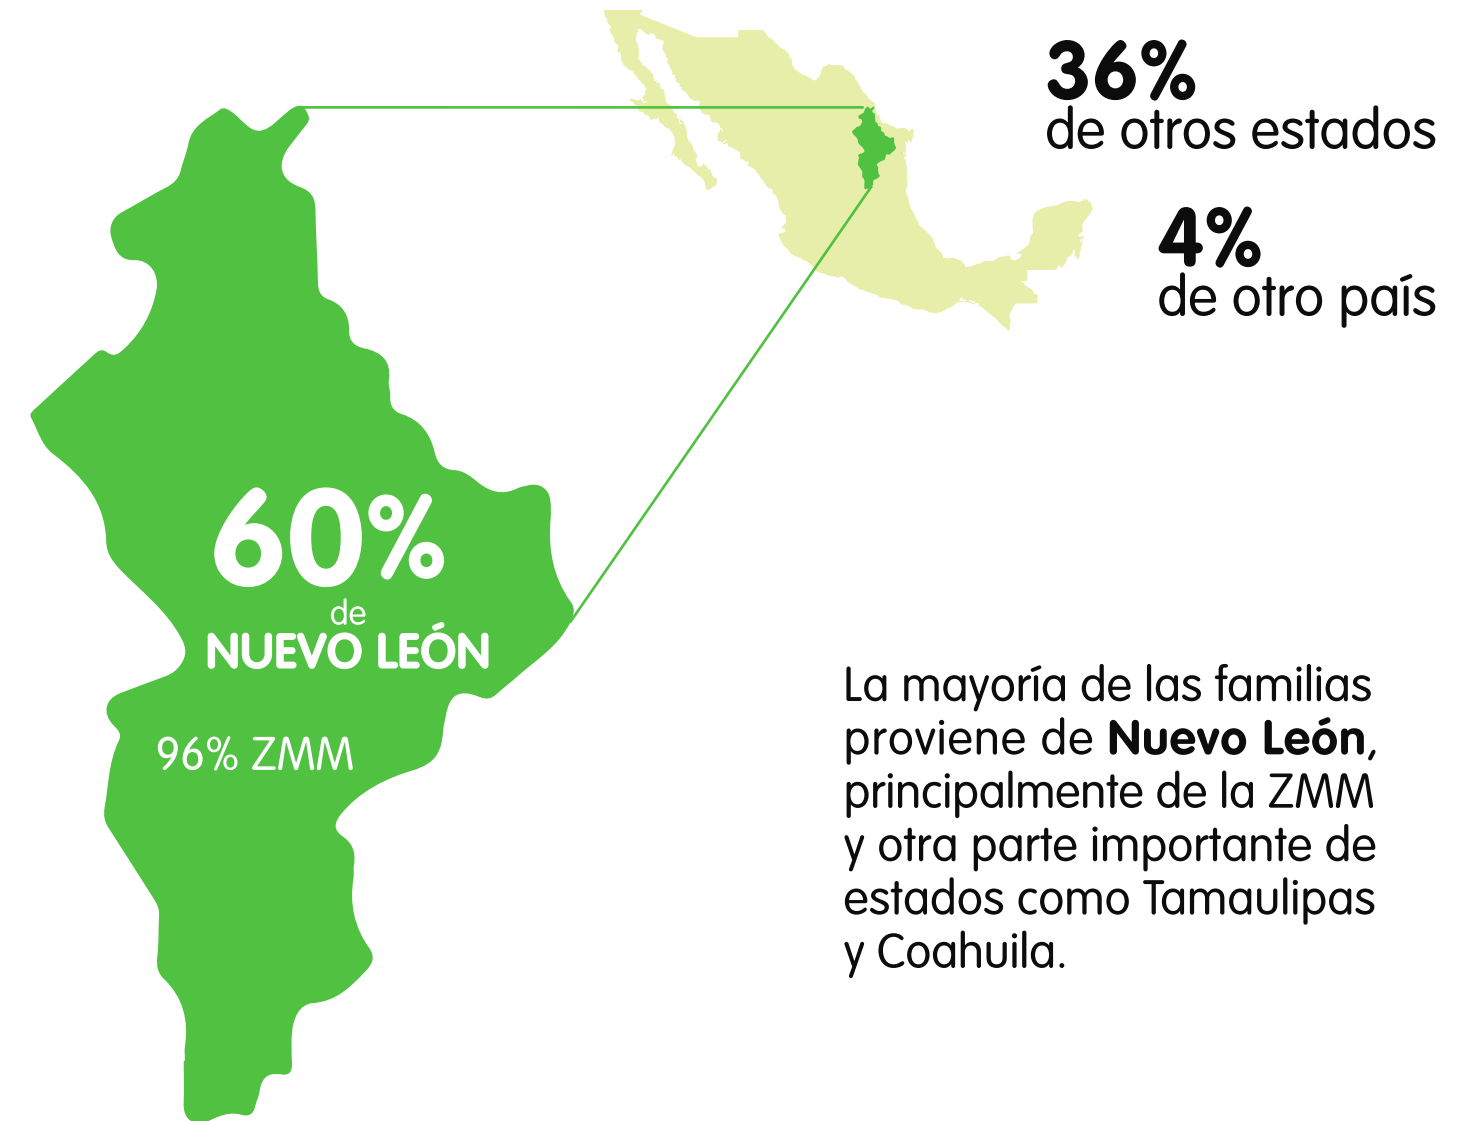 36%
de otros estados
4%
de otro país
60%
de
NUEVO LEÓN
96% ZMM
La mayoría de las familias
proviene de Nuevo León,
principalmente de la ZMM
y otra parte importante de
estados como Tamaulipas
y Coahuila.